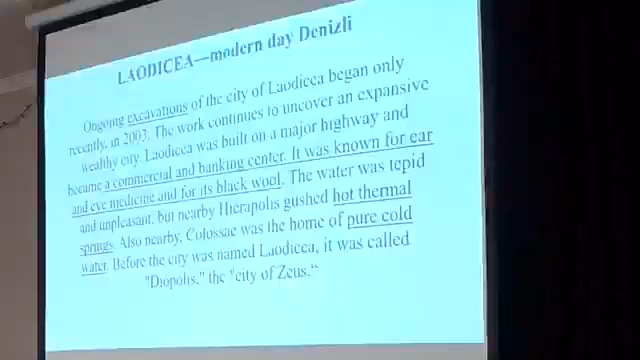 LAODICEA—modern day Denizli
Ongoing excavations of the city of Laodicea began only
recently, in 2003. The work continues to uncover an expansive
wealthy city. Laodicea was built on a major highway and
became a commercial and banking center. It was known for ear
and eye medicine and for its black wool. The water was tepid
and unpleasant, but nearby Hierapolis gushed hot thermal
springs. Also nearby, Colossae was the home of pure cold
water. Before the city was named Laodicea, it was called
"Diopolis," the "city of Zeus."